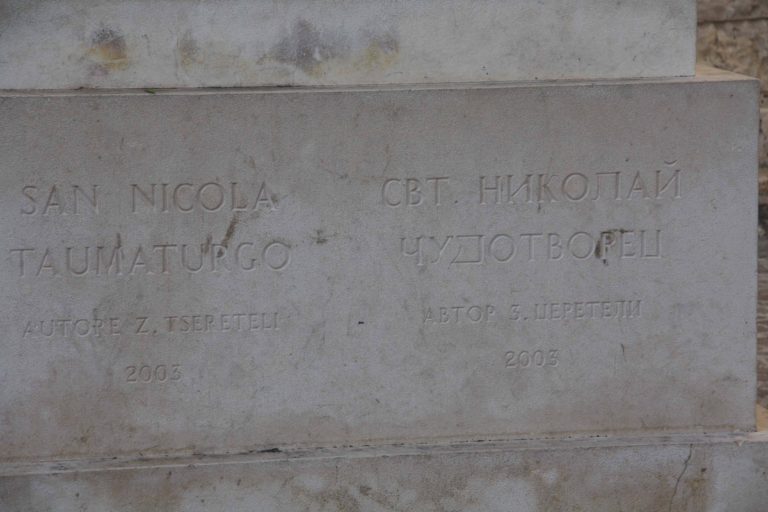 SAN NICOLA
TAUMATURGO
AUTORE Z. TSERETELI
2003
СВТ. НИКОЛАЙ
ЧУДОТВОРЕЦ
АВТОР З. ЦЕРЕТЕЛИ
2003